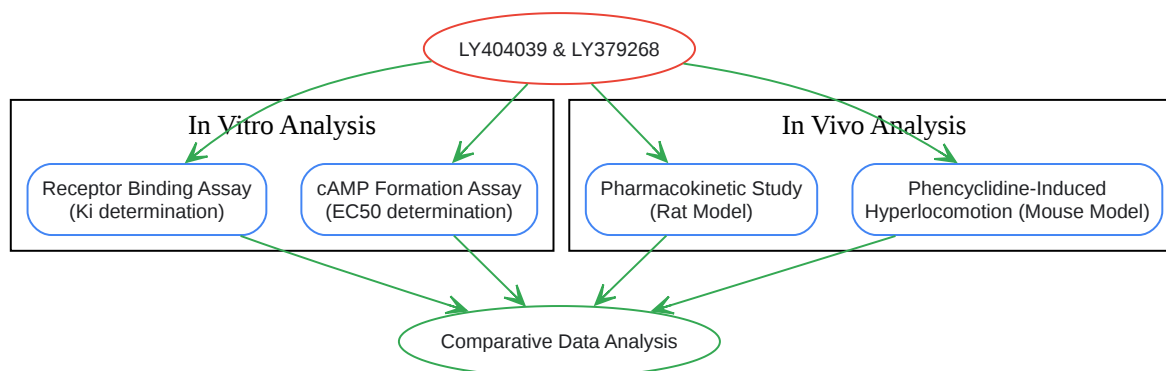 LY404039 & LY379268
In Vitro Analysis
In Vivo Analysis
Receptor Binding Assay
(Ki determination)
cAMP Formation Assay
(EC50 determination)
Pharmacokinetic Study
(Rat Model)
Phencyclidine-Induced
Hyperlocomotion (Mouse Model)
Comparative Data Analysis